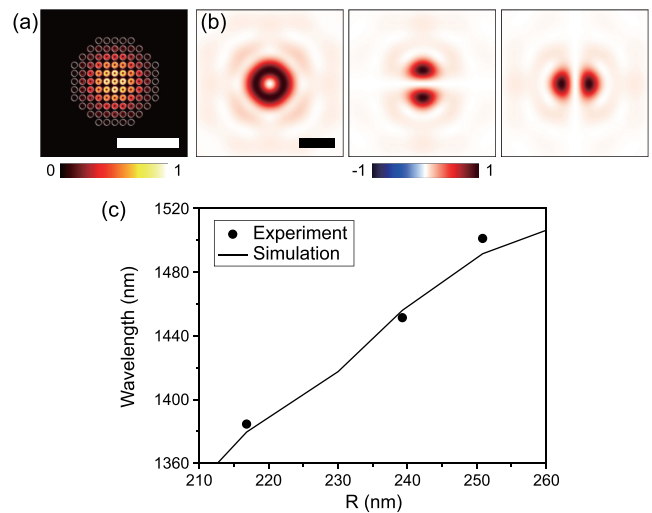 (a)
(b)
0 1
-1 1
(c)
Experiment
Simulation
Wavelength (nm)
1520
1480
1440
1400
1360
210 220 230 240 250 260
R (nm)